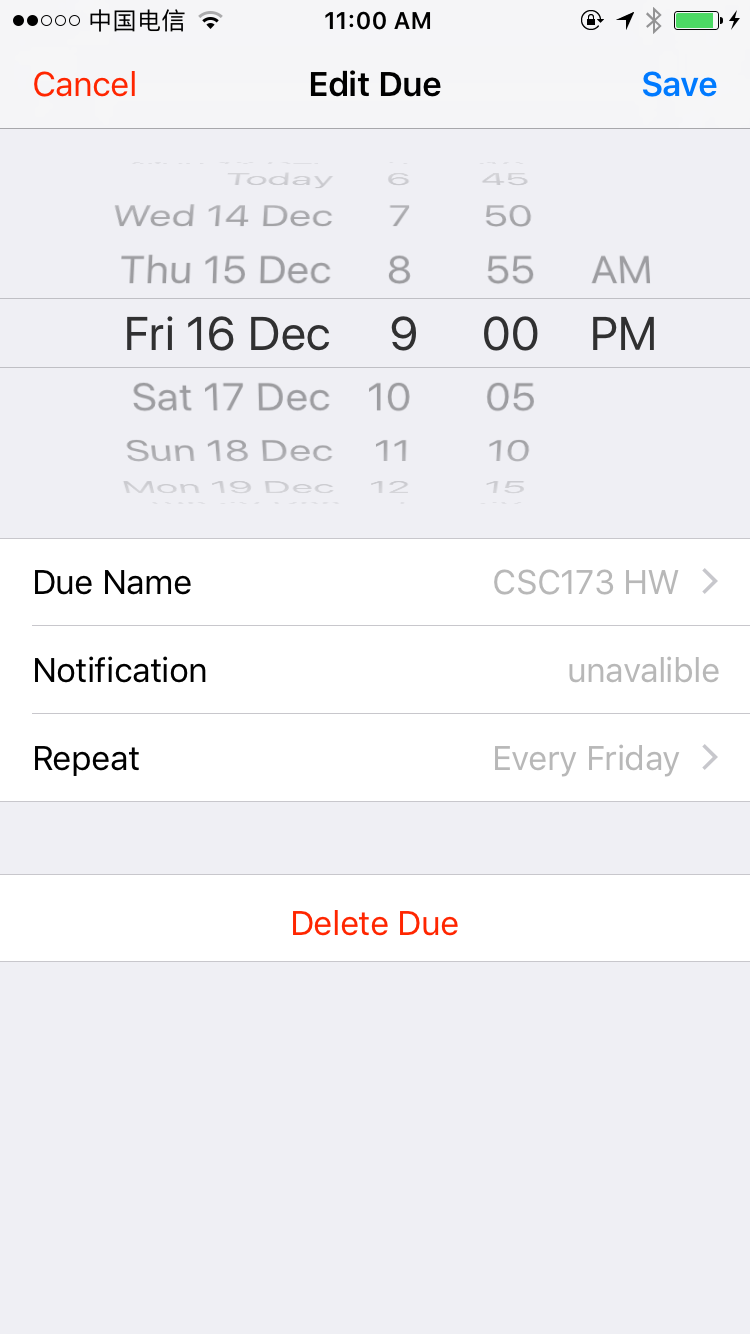 中国电信 11:00 AM
Cancel Edit Due Save
Today 6 45
Wed 14 Dec 7 50
Thu 15 Dec 8 55 AM
Fri 16 Dec 9 00 PM
Sat 17 Dec 10 05
Sun 18 Dec 11 10
Mon 19 Dec 12 15
Due Name CSC173 HW
Notification unavalible
Repeat Every Friday
Delete Due